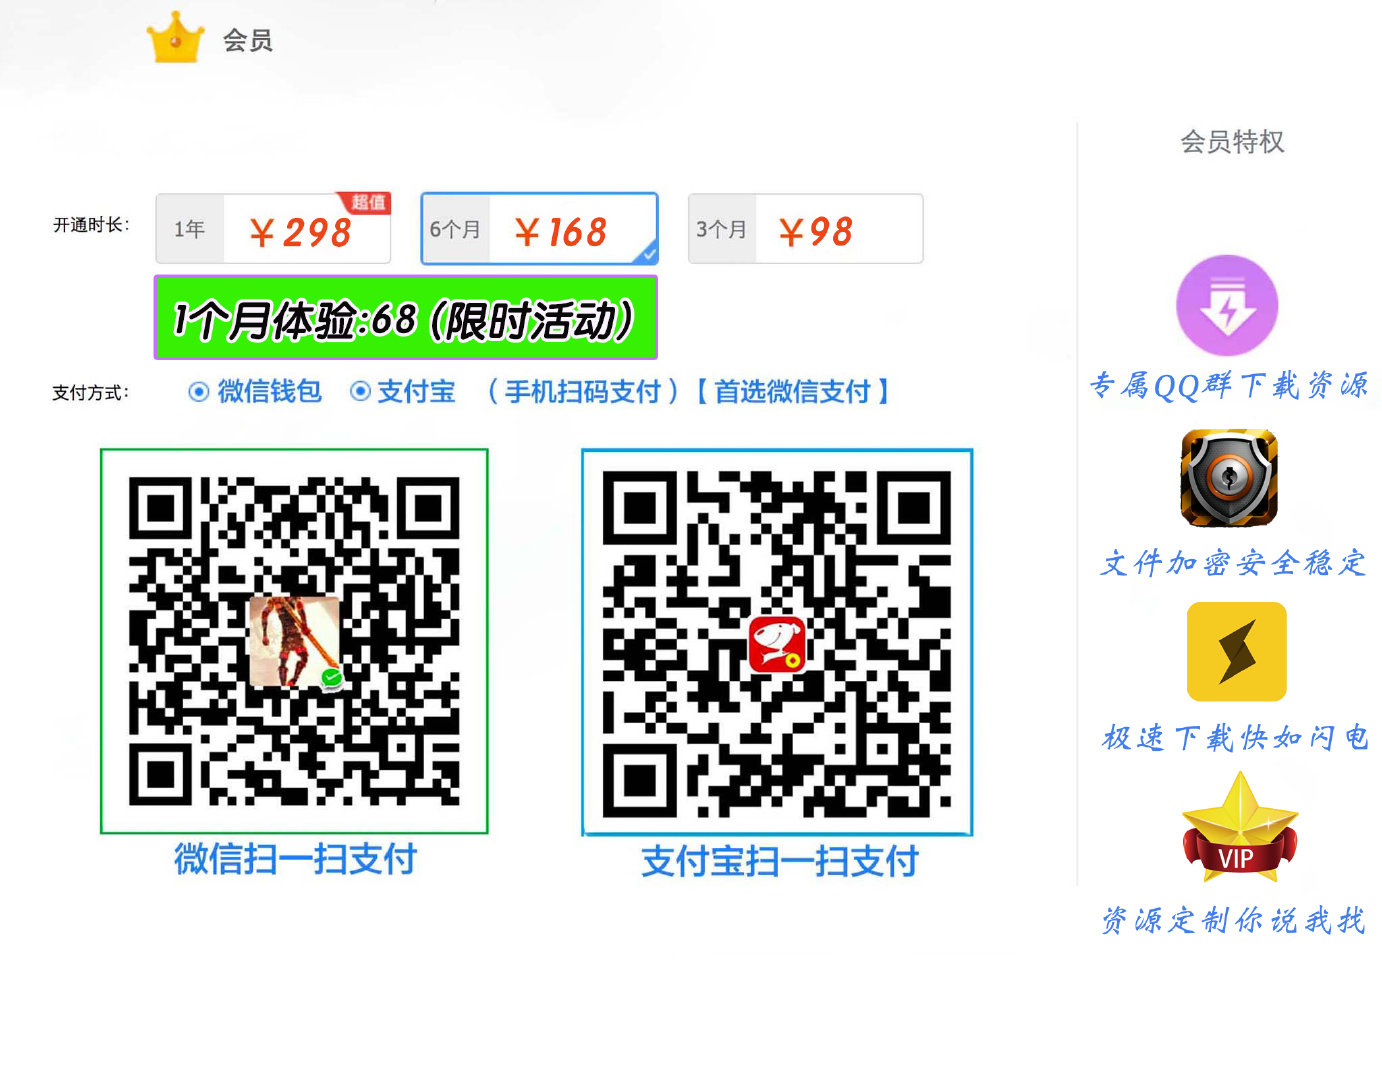 会员
会员特权
开通时长：
1年
￥298
超值
6个月
￥168
3个月
￥98
1个月体验:68 (限时活动)
支付方式：
微信钱包
支付宝
（手机扫码支付）【首选微信支付】
专属QQ群下载资源
文件加密安全稳定
极速下载快如闪电
VIP
微信扫一扫支付
支付宝扫一扫支付
资源定制你说我找